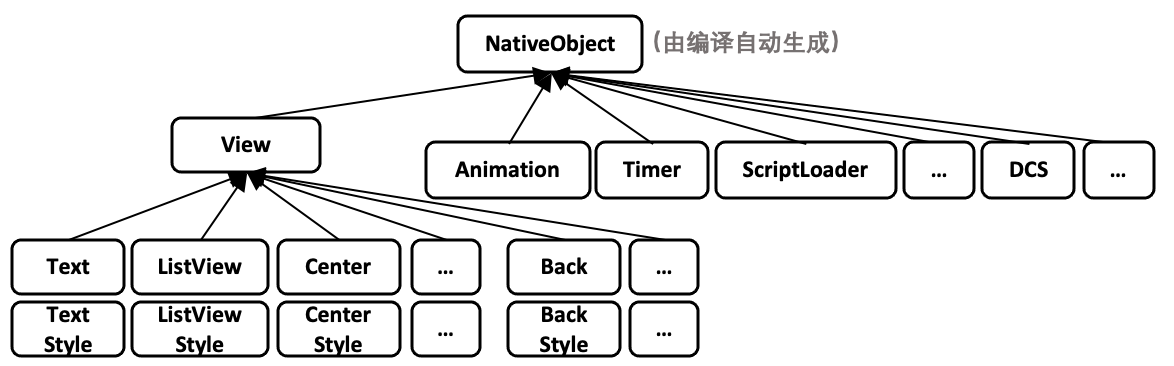 NativeObject (由编译自动生成)
View
Animation Timer ScriptLoader ... DCS ...
Text ListView Center ... Back ...
Text ListView Center ... Back ...
Style Style Style Style